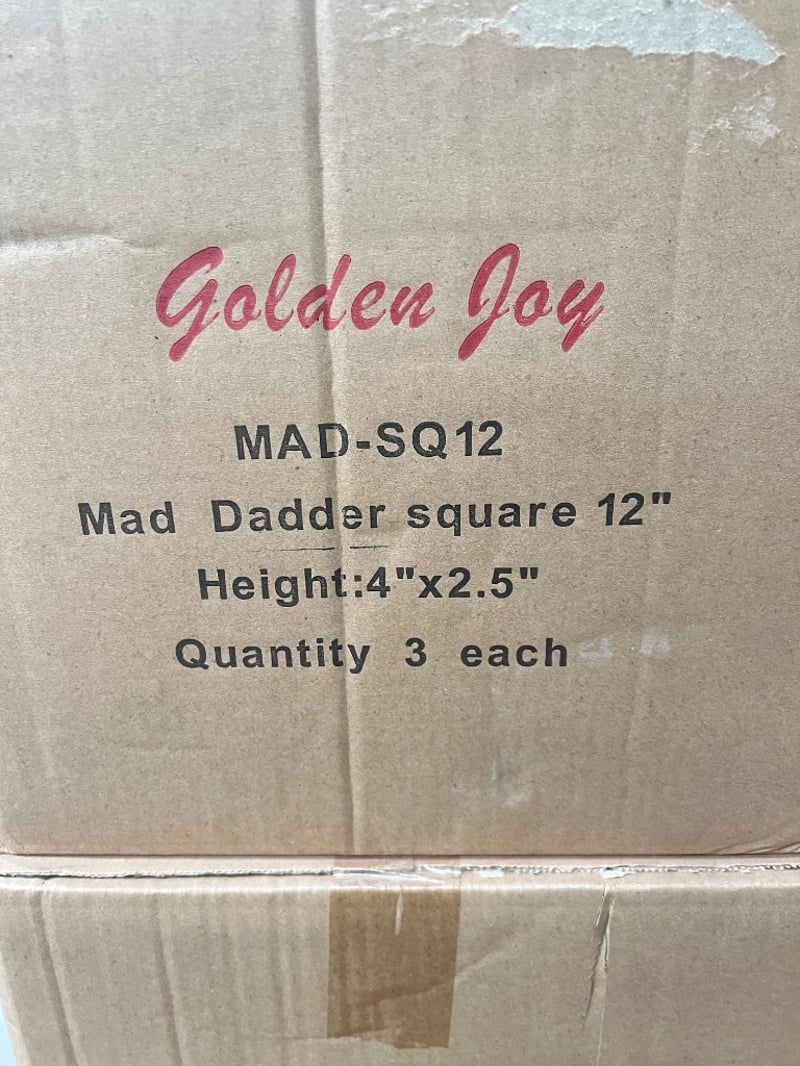 Golden Joy
MAD-SQ12
Mad Dadder square 12"
Height:4"x2.5"
Quantity 3 each